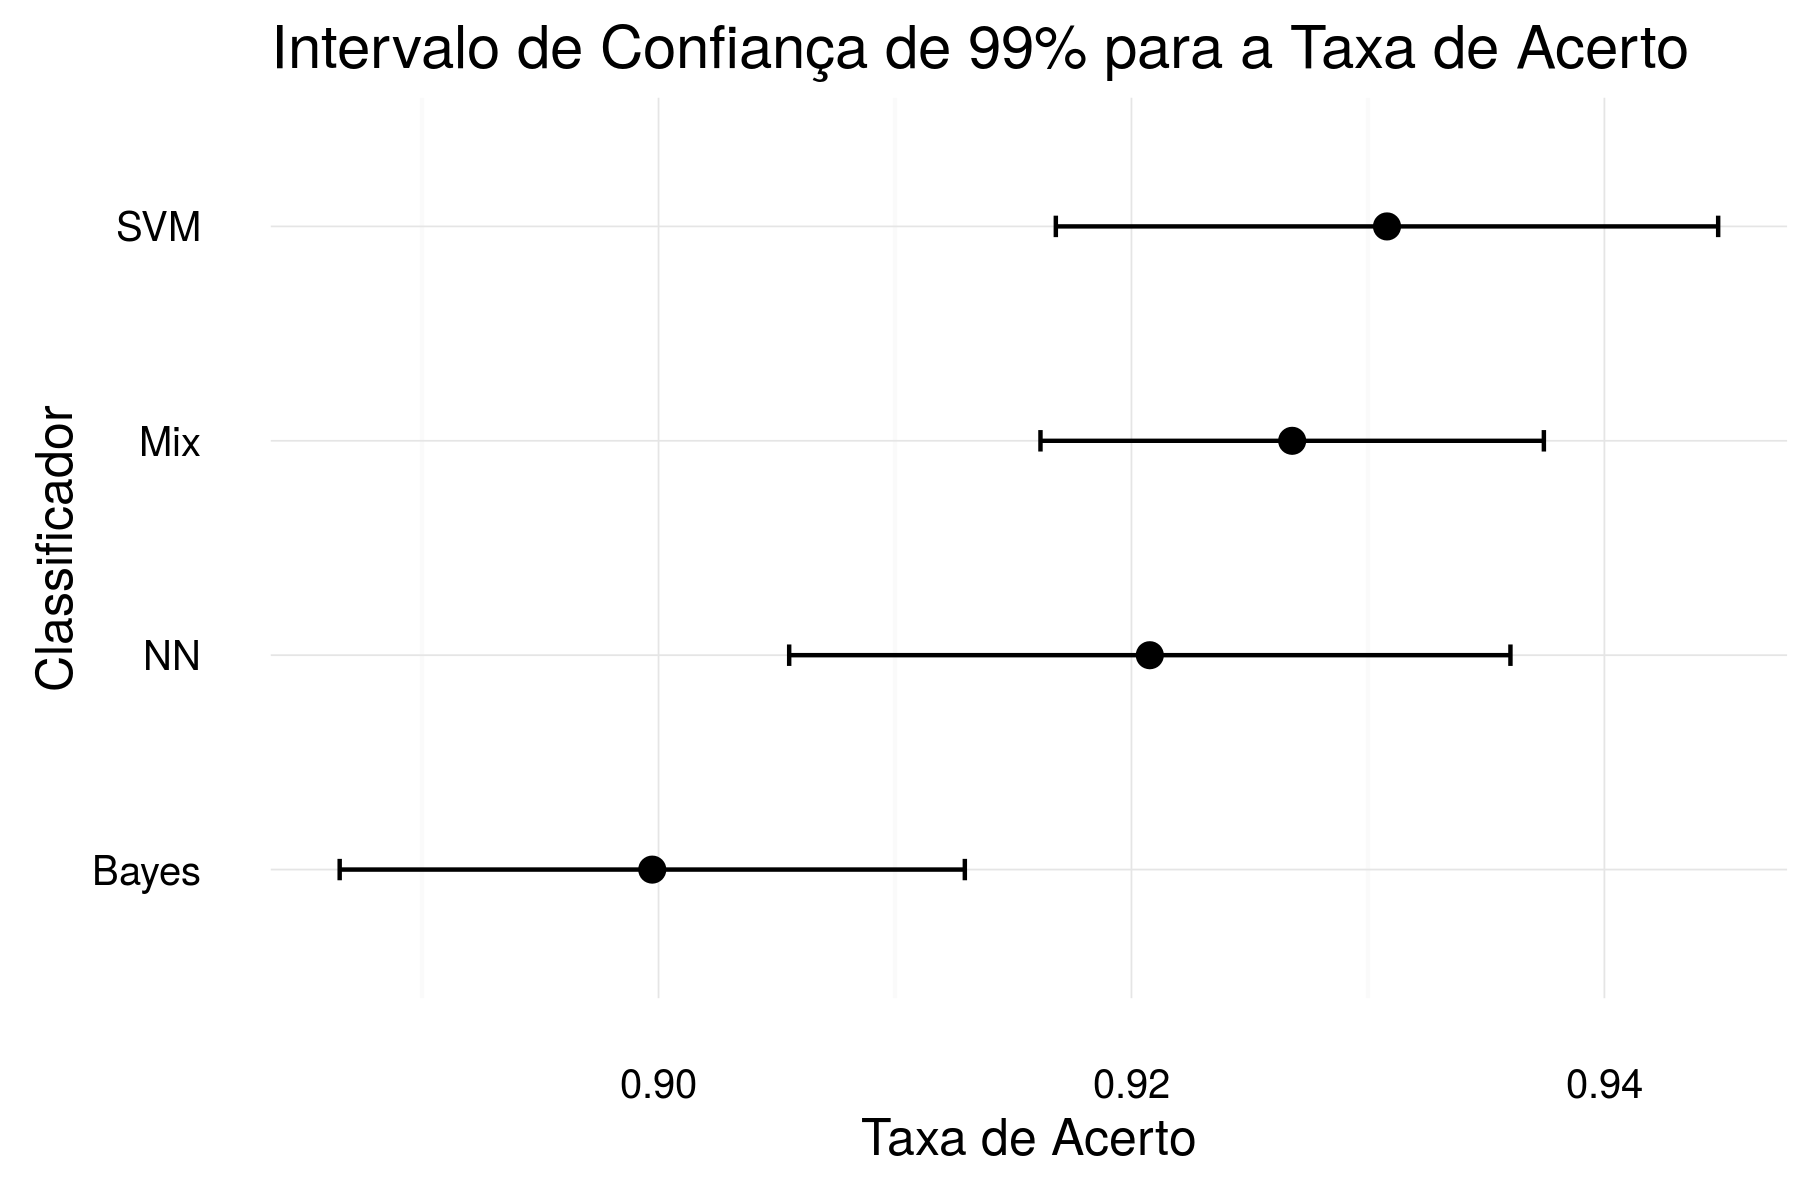 Intervalo de Confiança de 99% para a Taxa de Acerto
Classificador
SVM
Mix
NN
Bayes
0.90
0.92
0.94
Taxa de Acerto